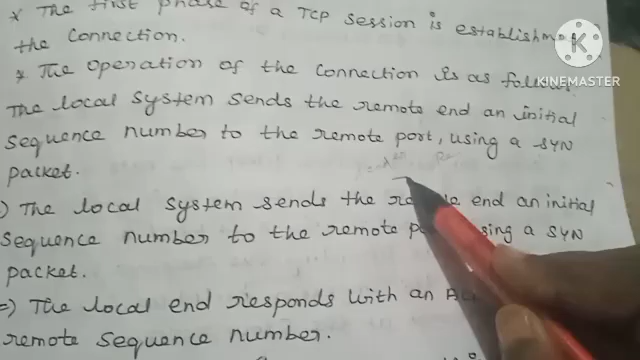 * The first phase of a TCP session is establishment
the connection.
* The operation of the connection is as follows
The local system sends the remote end an initial
sequence number to the remote port, using a SYN
packet.
) The local system sends the end an initial
sequence number to the remote using a SYN
packet.
=) The local end responds with an
remote sequence number.
KINEMASTER